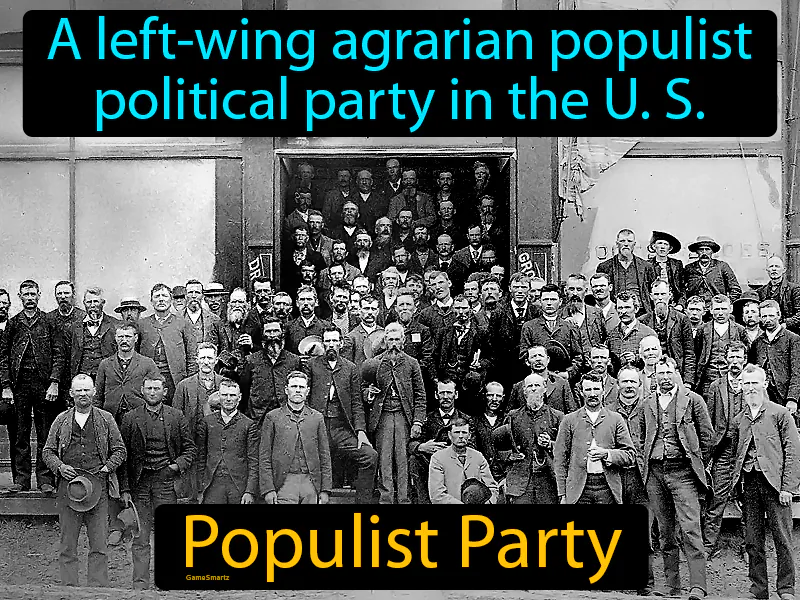 A left-wing agrarian populist
political party in the U. S.
Populist Party
GameSmartz